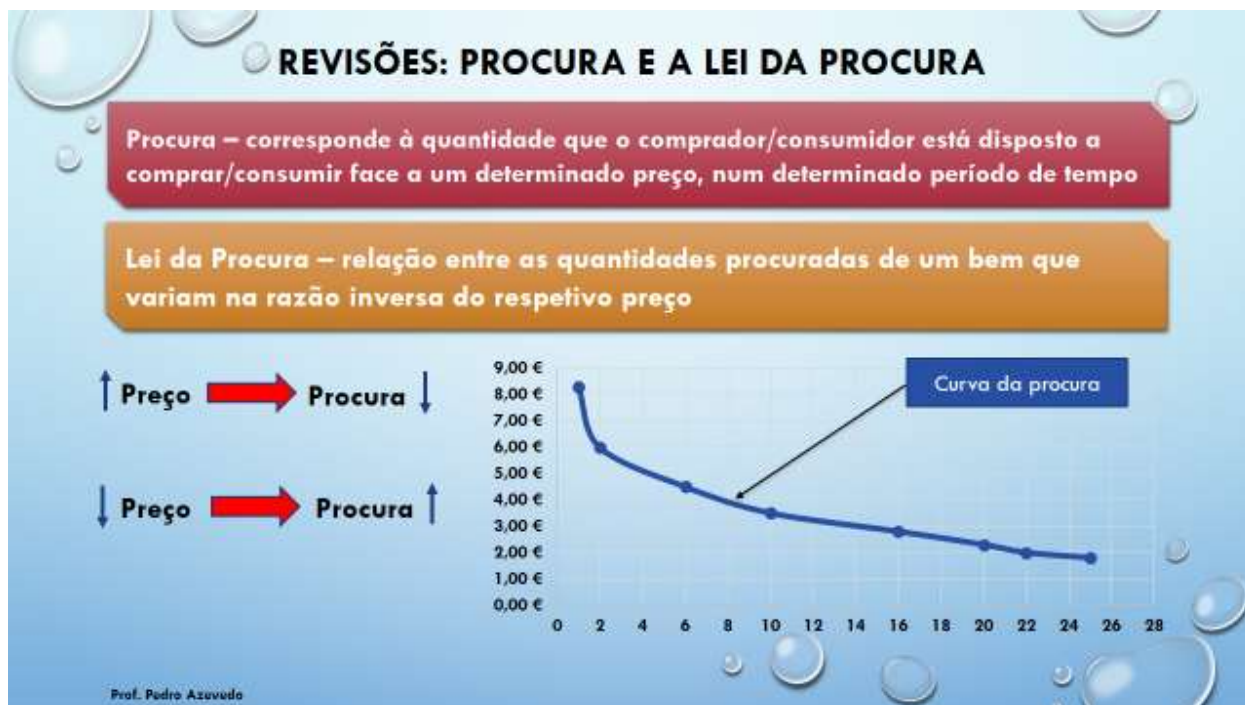 REVISÕES: PROCURA E A LEI DA PROCURA
Procura – corresponde à quantidade que o comprador/consumidor está disposto a
comprar/consumir face a um determinado preço, num determinado período de tempo
Lei da Procura – relação entre as quantidades procuradas de um bem que
variam na razão inversa do respetivo preço
↑ Preço → Procura ↓
↓ Preço → Procura ↑
Curva da procura
9,00 €
8,00 €
7,00 €
6,00 €
5,00 €
4,00 €
3,00 €
2,00 €
1,00 €
0,00 €
0 2 4 6 8 10 12 14 16 18 20 22 24 26 28
Prof. Pedro Azevedo